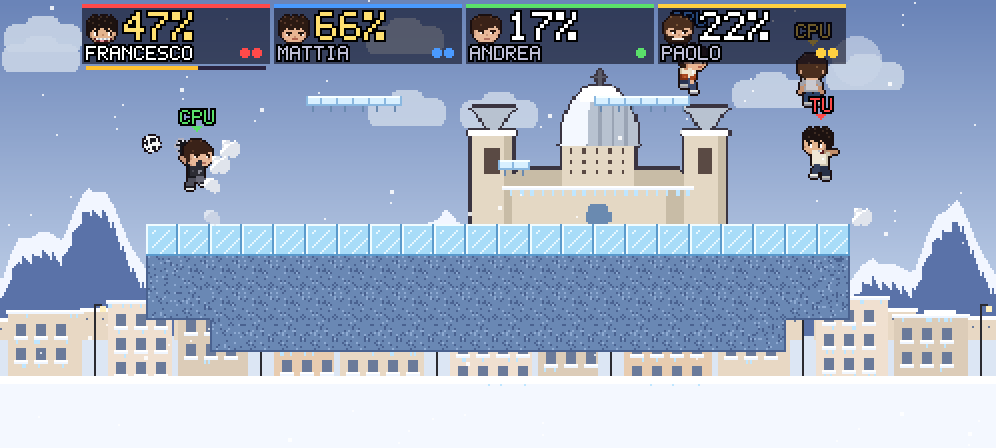 47%
FRANCESCO
66%
MATTIA
17%
ANDREA
22%
PAOLO
CPU
TU
CPU